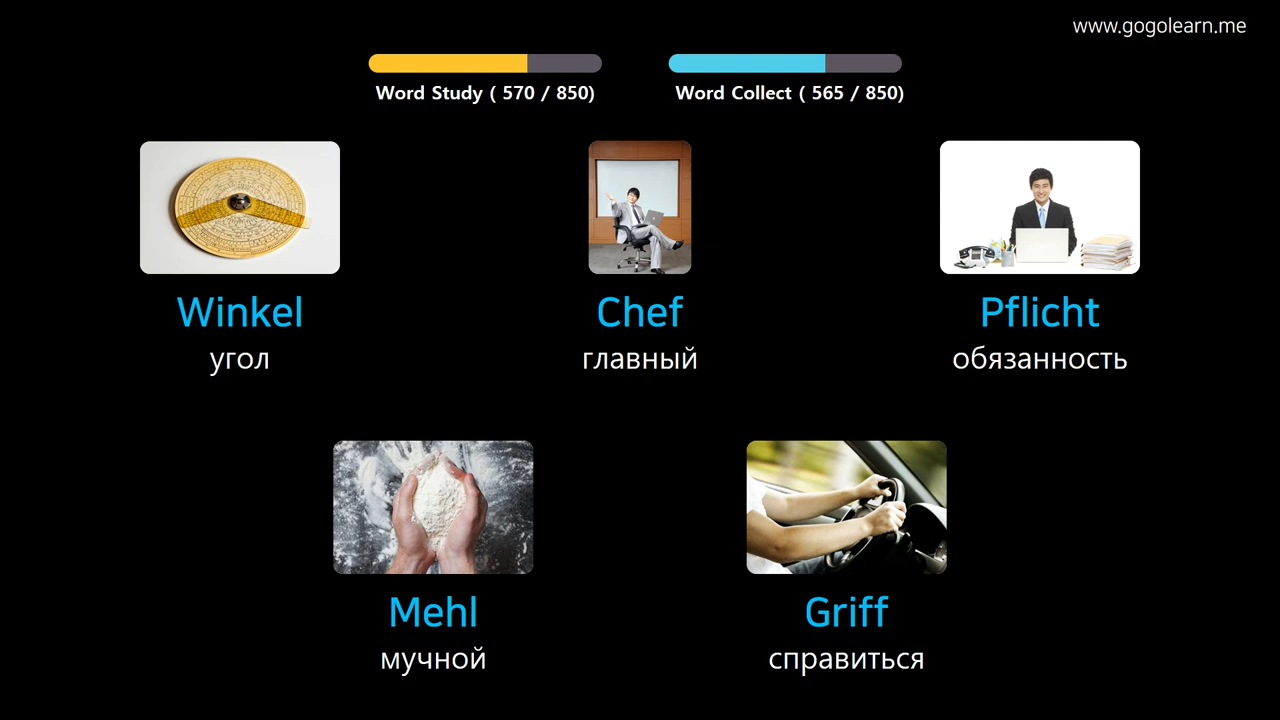 www.gogolearn.me
Word Study ( 570 / 850)
Word Collect ( 565 / 850)
Winkel
угол
Chef
главный
Pflicht
обязанность
Mehl
мучной
Griff
справиться